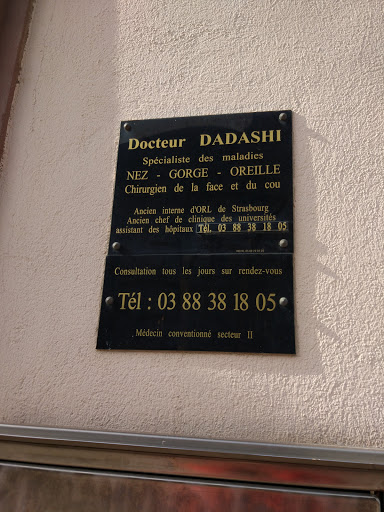 Docteur DADASHI
Spécialiste des maladies
NEZ - GORGE - OREILLE
Chirurgien de la face et du cou
Ancien interne d'ORL de Strasbourg
Ancien chef de clinique des universités
assistant des hôpitaux Tél. 03 88 38 18 05
Consultation tous les jours sur rendez-vous
Tél : 03 88 38 18 05
Médecin conventionné secteur II